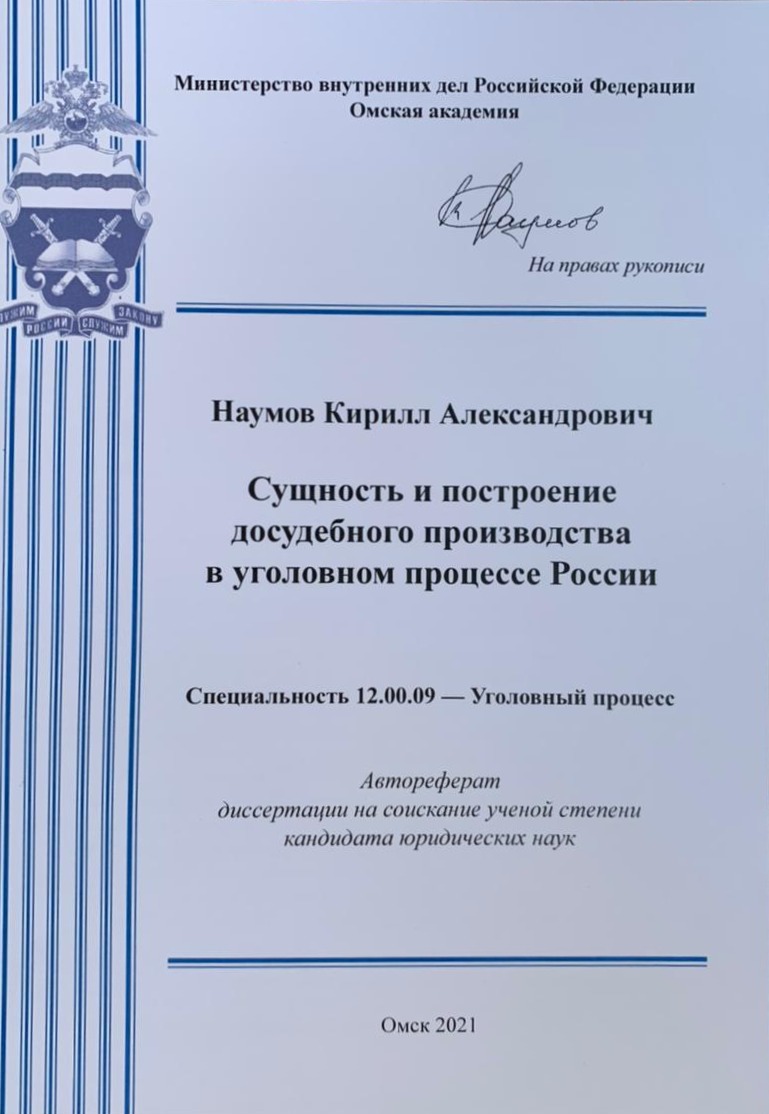 Министерство внутренних дел Российской Федерации
Омская академия
К Наумов
На правах рукописи
СЛУЖИМ РОССИИ СЛУЖИМ ЗАКОНУ
Наумов Кирилл Александрович
Сущность и построение
досудебного производства
в уголовном процессе России
Специальность 12.00.09 — Уголовный процесс
Автореферат
диссертации на соискание ученой степени
кандидата юридических наук
Омск 2021